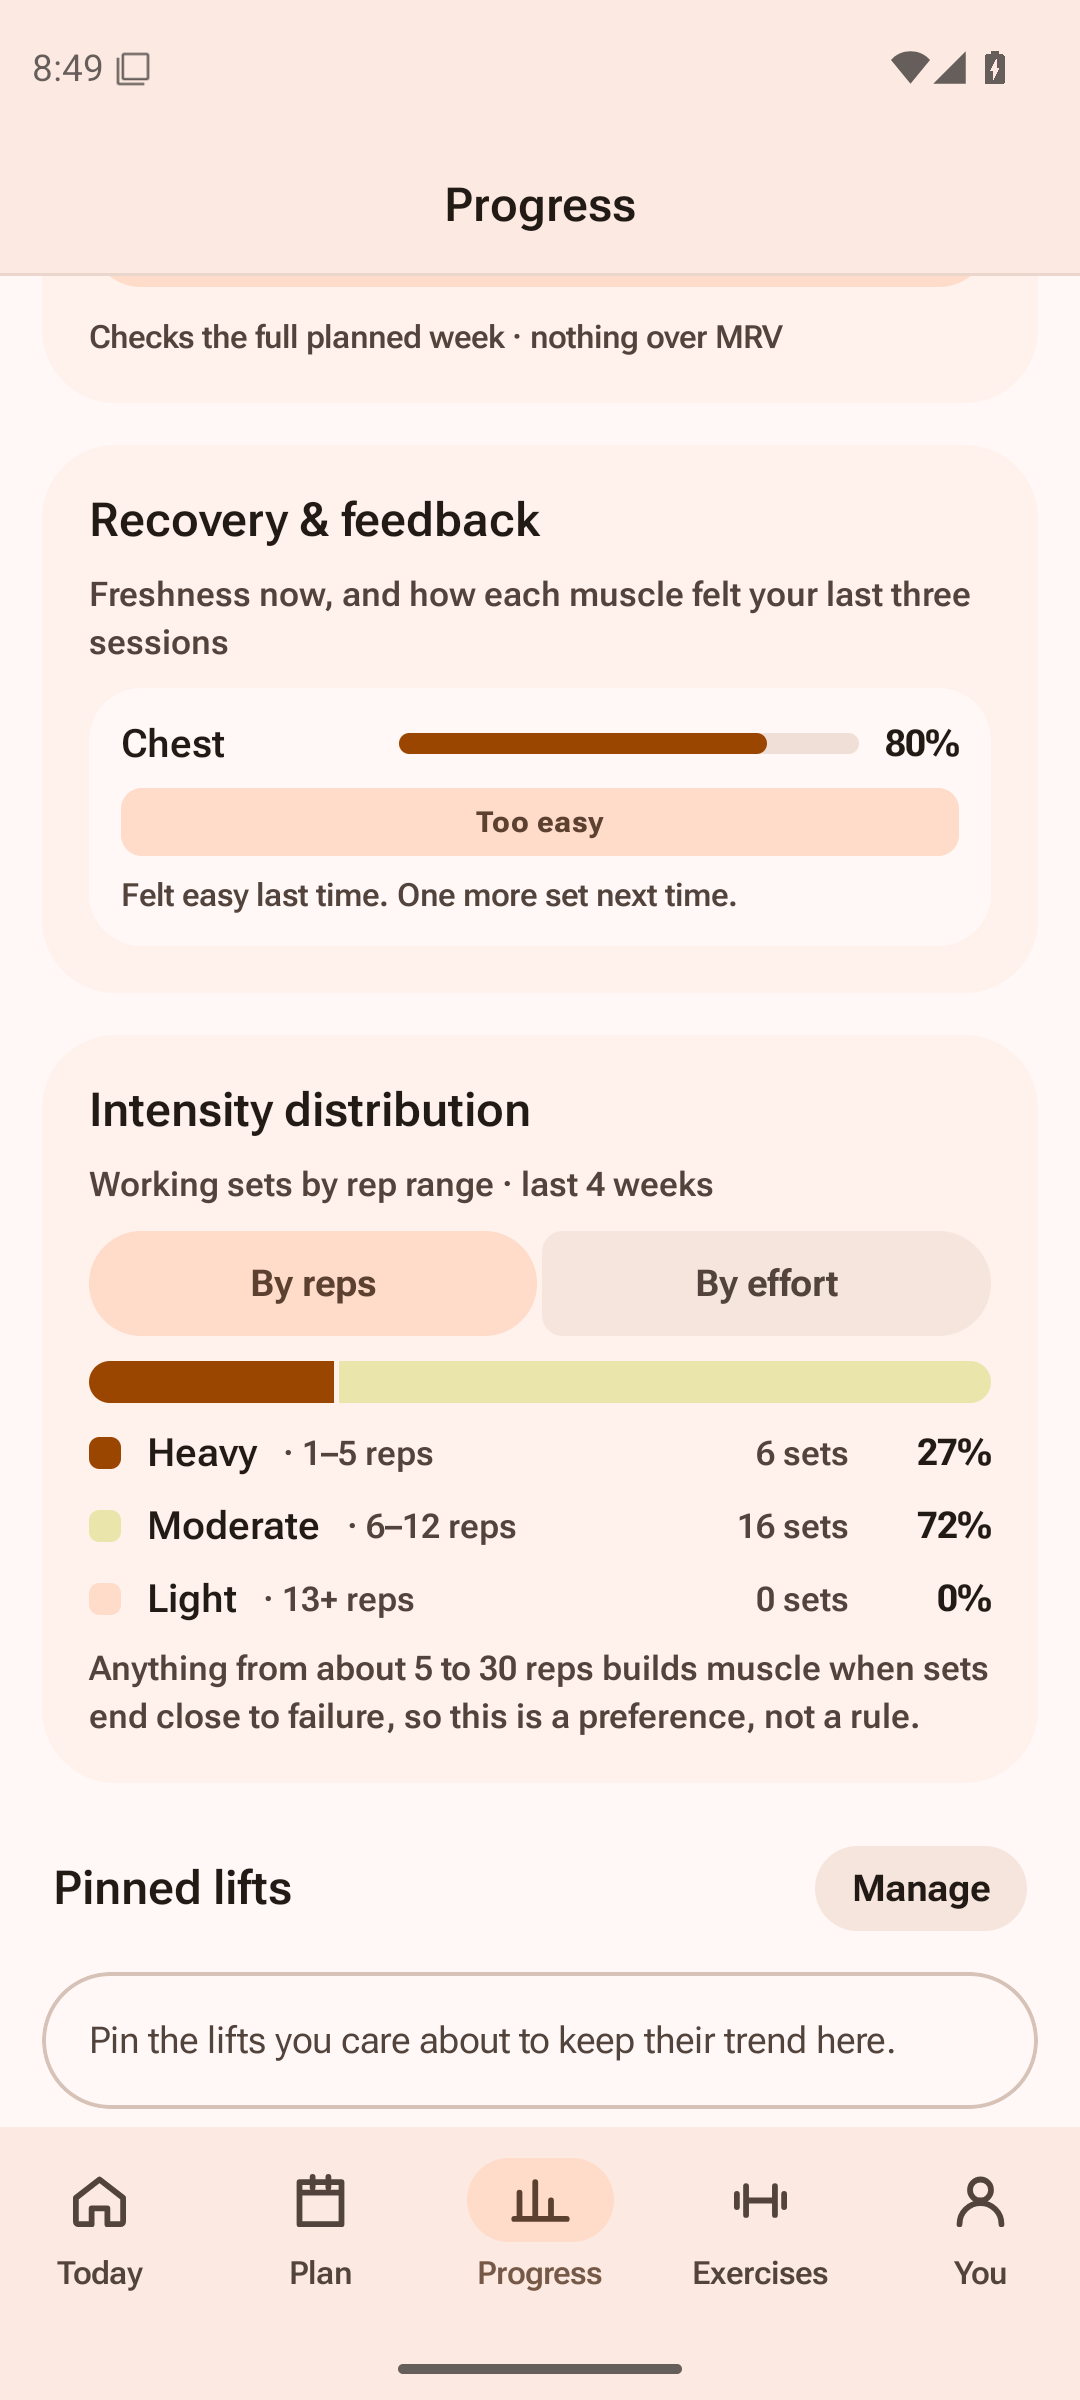 8:49
Progress
Checks the full planned week · nothing over MRV
Recovery & feedback
Freshness now, and how each muscle felt your last three
sessions
Chest 80%
Too easy
Felt easy last time. One more set next time.
Intensity distribution
Working sets by rep range · last 4 weeks
By reps By effort
Heavy · 1–5 reps 6 sets 27%
Moderate · 6–12 reps 16 sets 72%
Light · 13+ reps 0 sets 0%
Anything from about 5 to 30 reps builds muscle when sets
end close to failure, so this is a preference, not a rule.
Pinned lifts Manage
Pin the lifts you care about to keep their trend here.
Today Plan Progress Exercises You